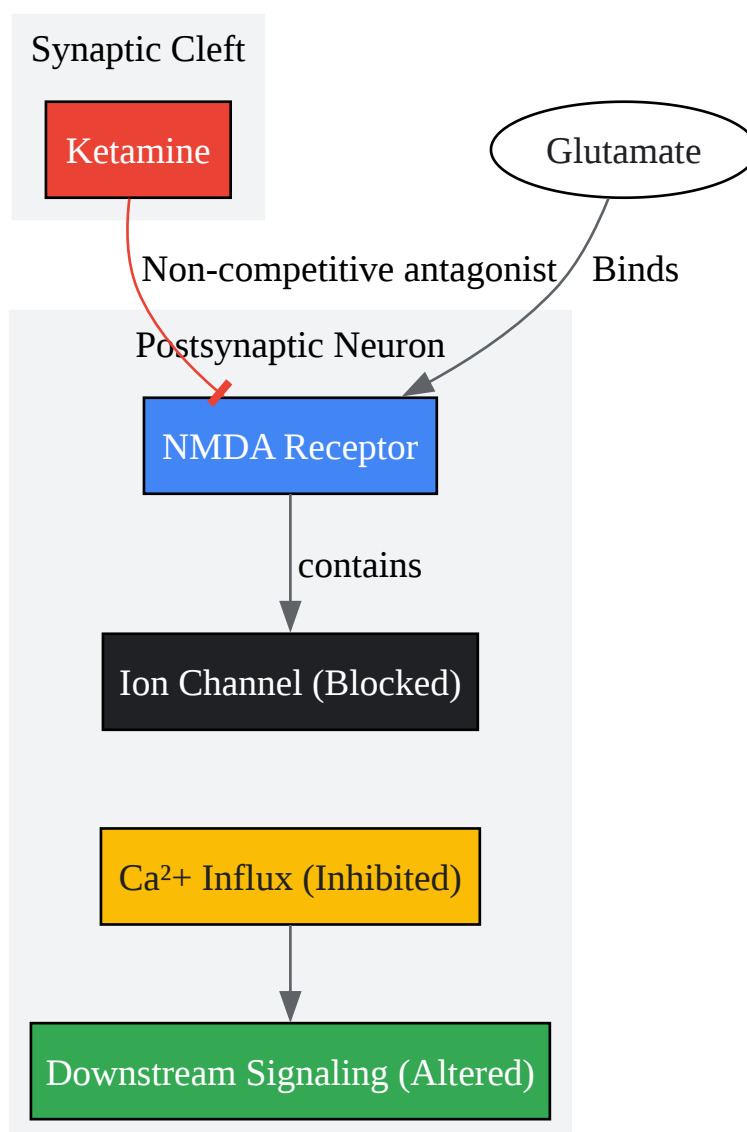 Synaptic Cleft
Ketamine
Glutamate
Non-competitive antagonist
Binds
Postsynaptic Neuron
NMDA Receptor
contains
Ion Channel (Blocked)
Ca²+ Influx (Inhibited)
Downstream Signaling (Altered)